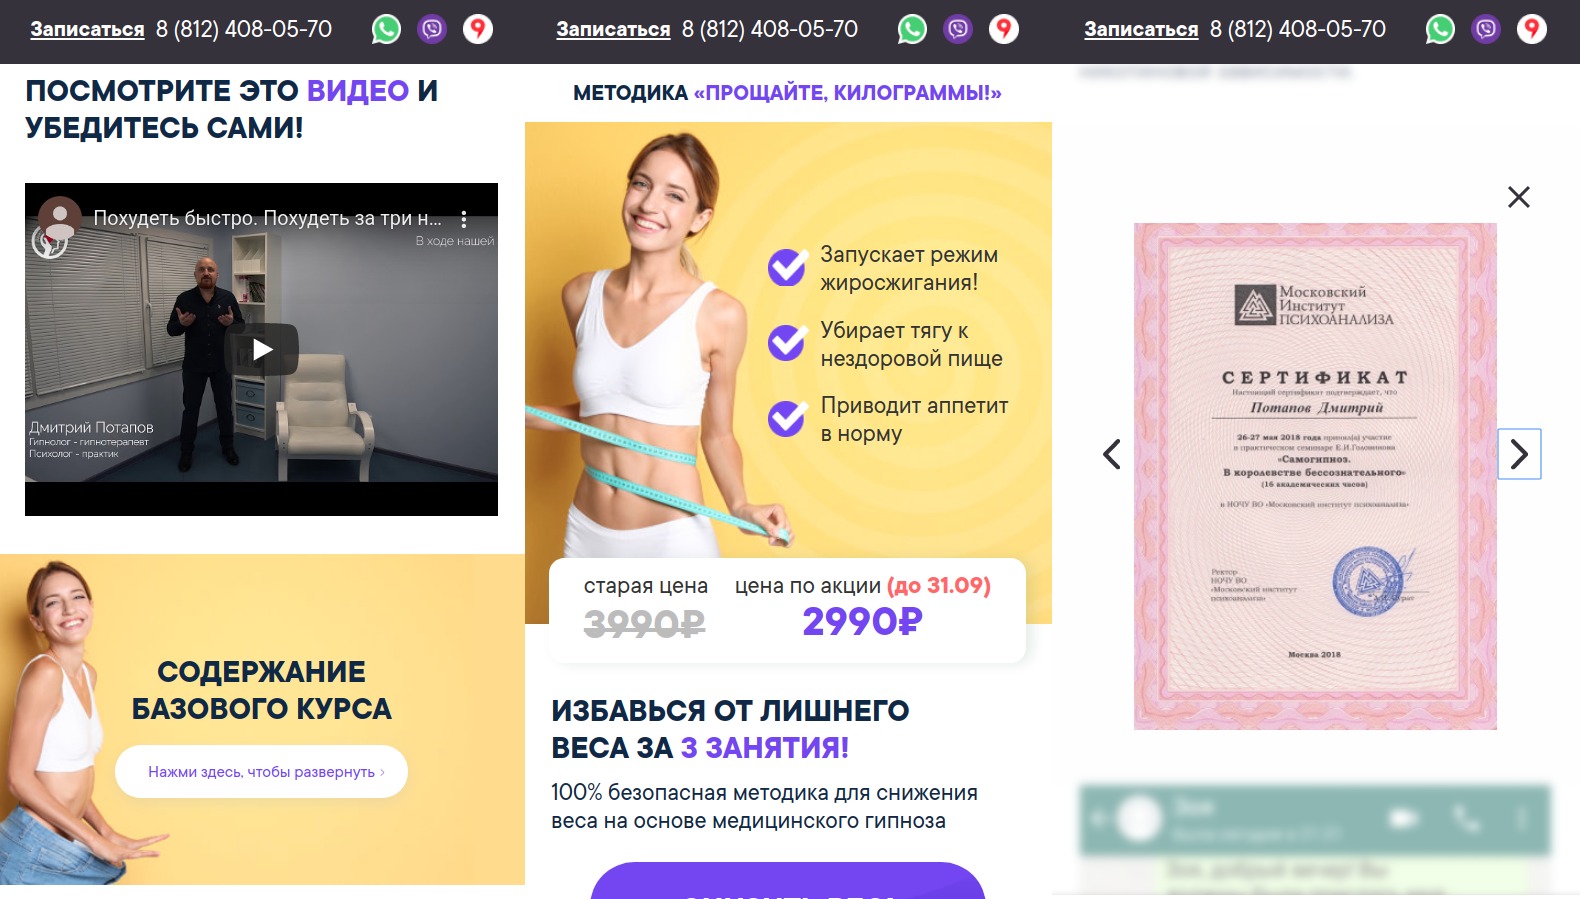 Записаться 8 (812) 408-05-70
ПОСМОТРИТЕ ЭТО ВИДЕО И
УБЕДИТЕСЬ САМИ!
Похудеть быстро. Похудеть за три н...
В ходе нашей
Дмитрий Потапов
Гипнолог - гипнотерапевт
Психолог - практик
СОДЕРЖАНИЕ
БАЗОВОГО КУРСА
Нажми здесь, чтобы развернуть ›
Записаться 8 (812) 408-05-70
МЕТОДИКА «ПРОЩАЙТЕ, КИЛОГРАММЫ!»
Запускает режим
жиросжигания!
Убирает тягу к
нездоровой пище
Приводит аппетит
в норму
старая цена цена по акции (до 31.09)
3990₽ 2990₽
ИЗБАВЬСЯ ОТ ЛИШНЕГО
ВЕСА ЗА 3 ЗАНЯТИЯ!
100% безопасная методика для снижения
веса на основе медицинского гипноза
Записаться 8 (812) 408-05-70
Московский
Институт
ПСИХОАНАЛИЗА
СЕРТИФИКАТ
Настоящий сертификат подтверждает, что
Потапов Дмитрий
26-27 мая 2018 года принял(а) участие
в практическом семинаре Е.И.Головинова
«Самогипноз.
В королевстве бессознательного»
(16 академических часов)
в НОЧУ ВО «Московский институт психоанализа»
Ректор
НОЧУ ВО
«Московский институт
психоанализа»
Москва 2018